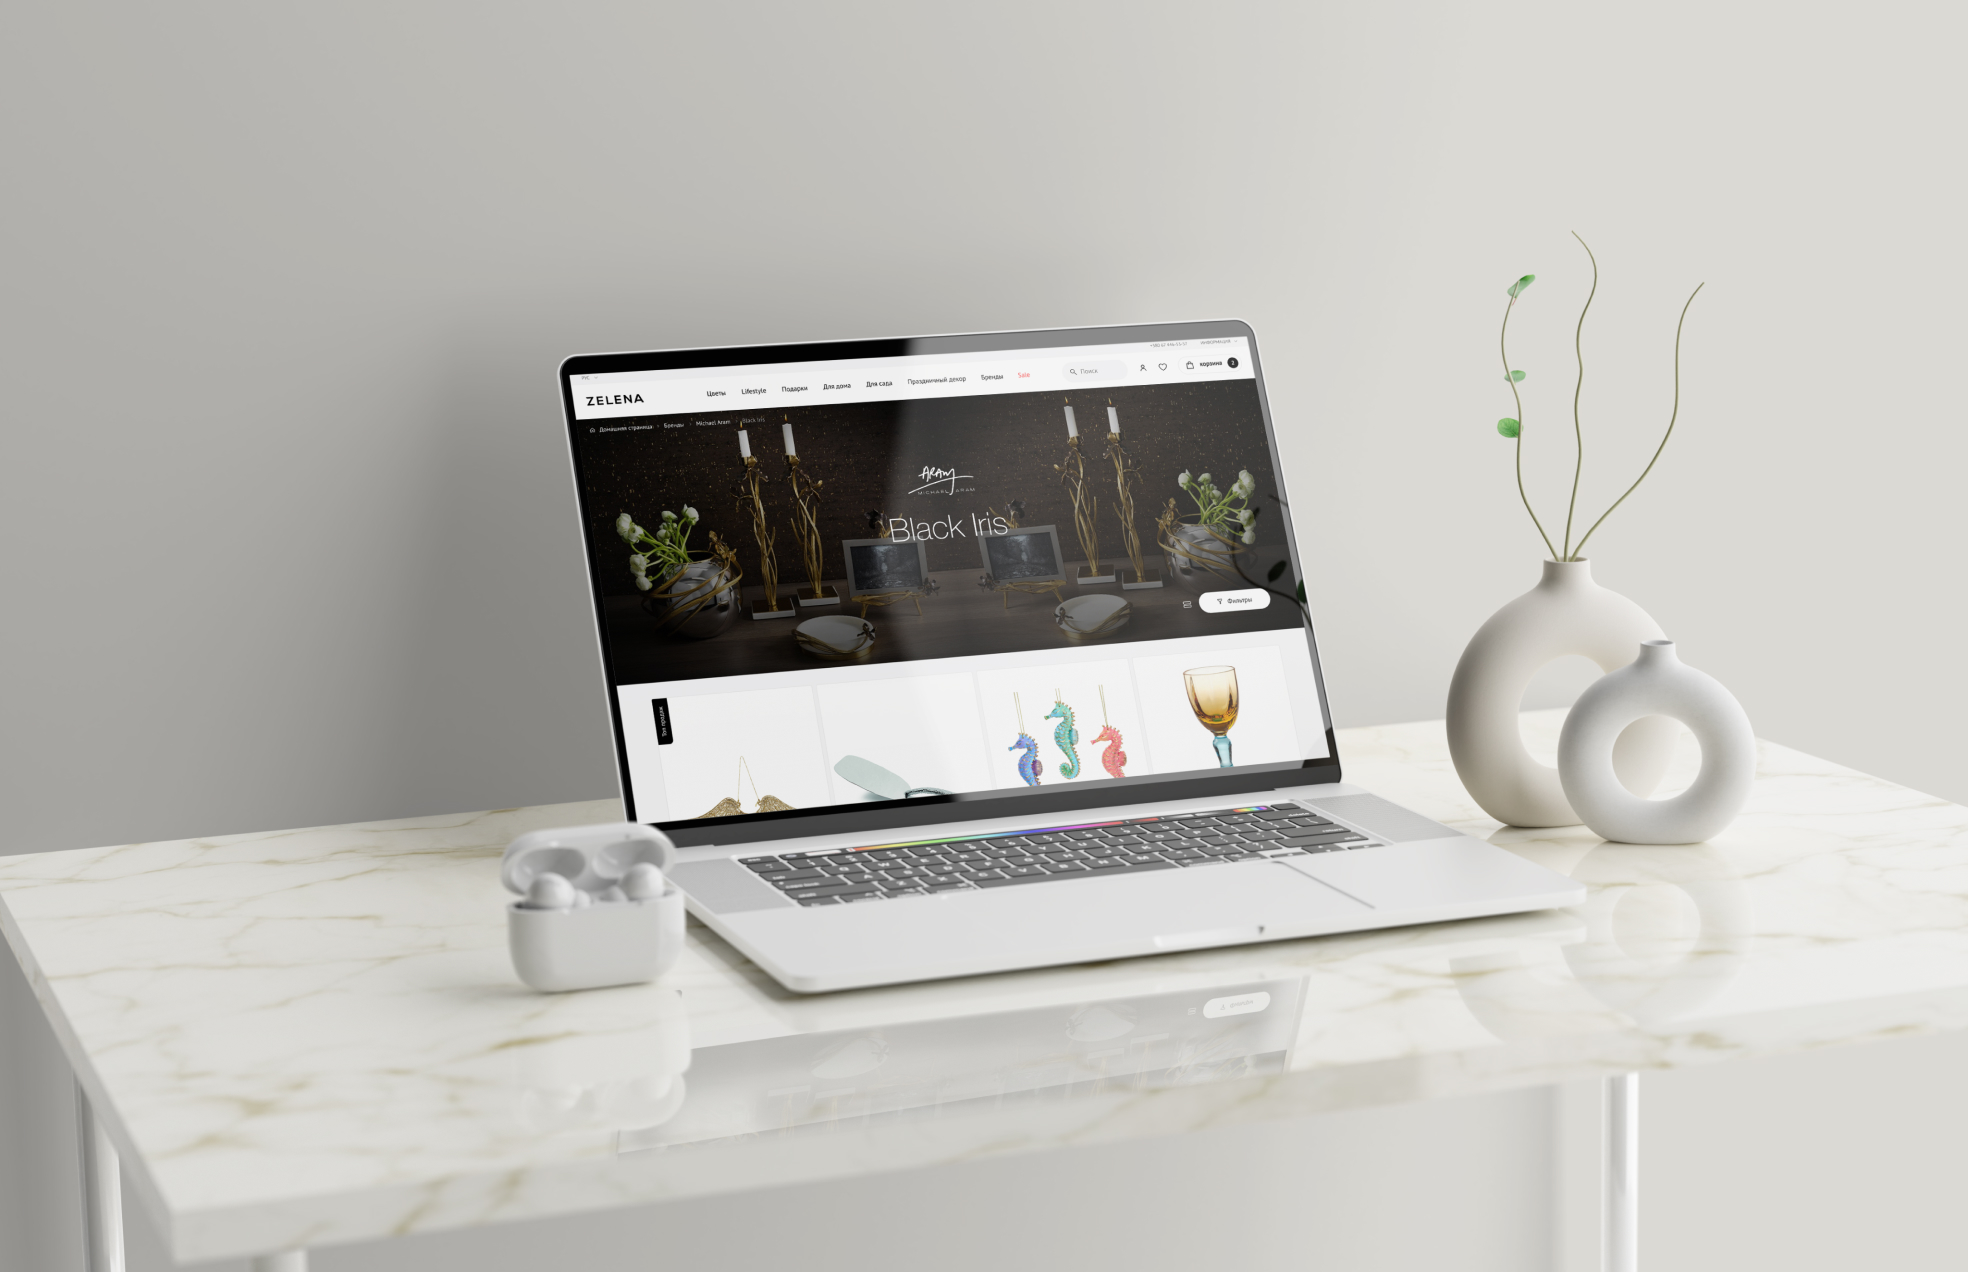 РУС
ZELENA
Цветы
Lifestyle
Подарки
Для дома
Для сада
Праздничный декор
Бренды
Sale
Поиск
корзина
2
Домашняя страница
Бренды
Michael Aram
Black Iris
ARAM
MICHAEL ARAM
Black Iris
Фильтры
Топ продаж